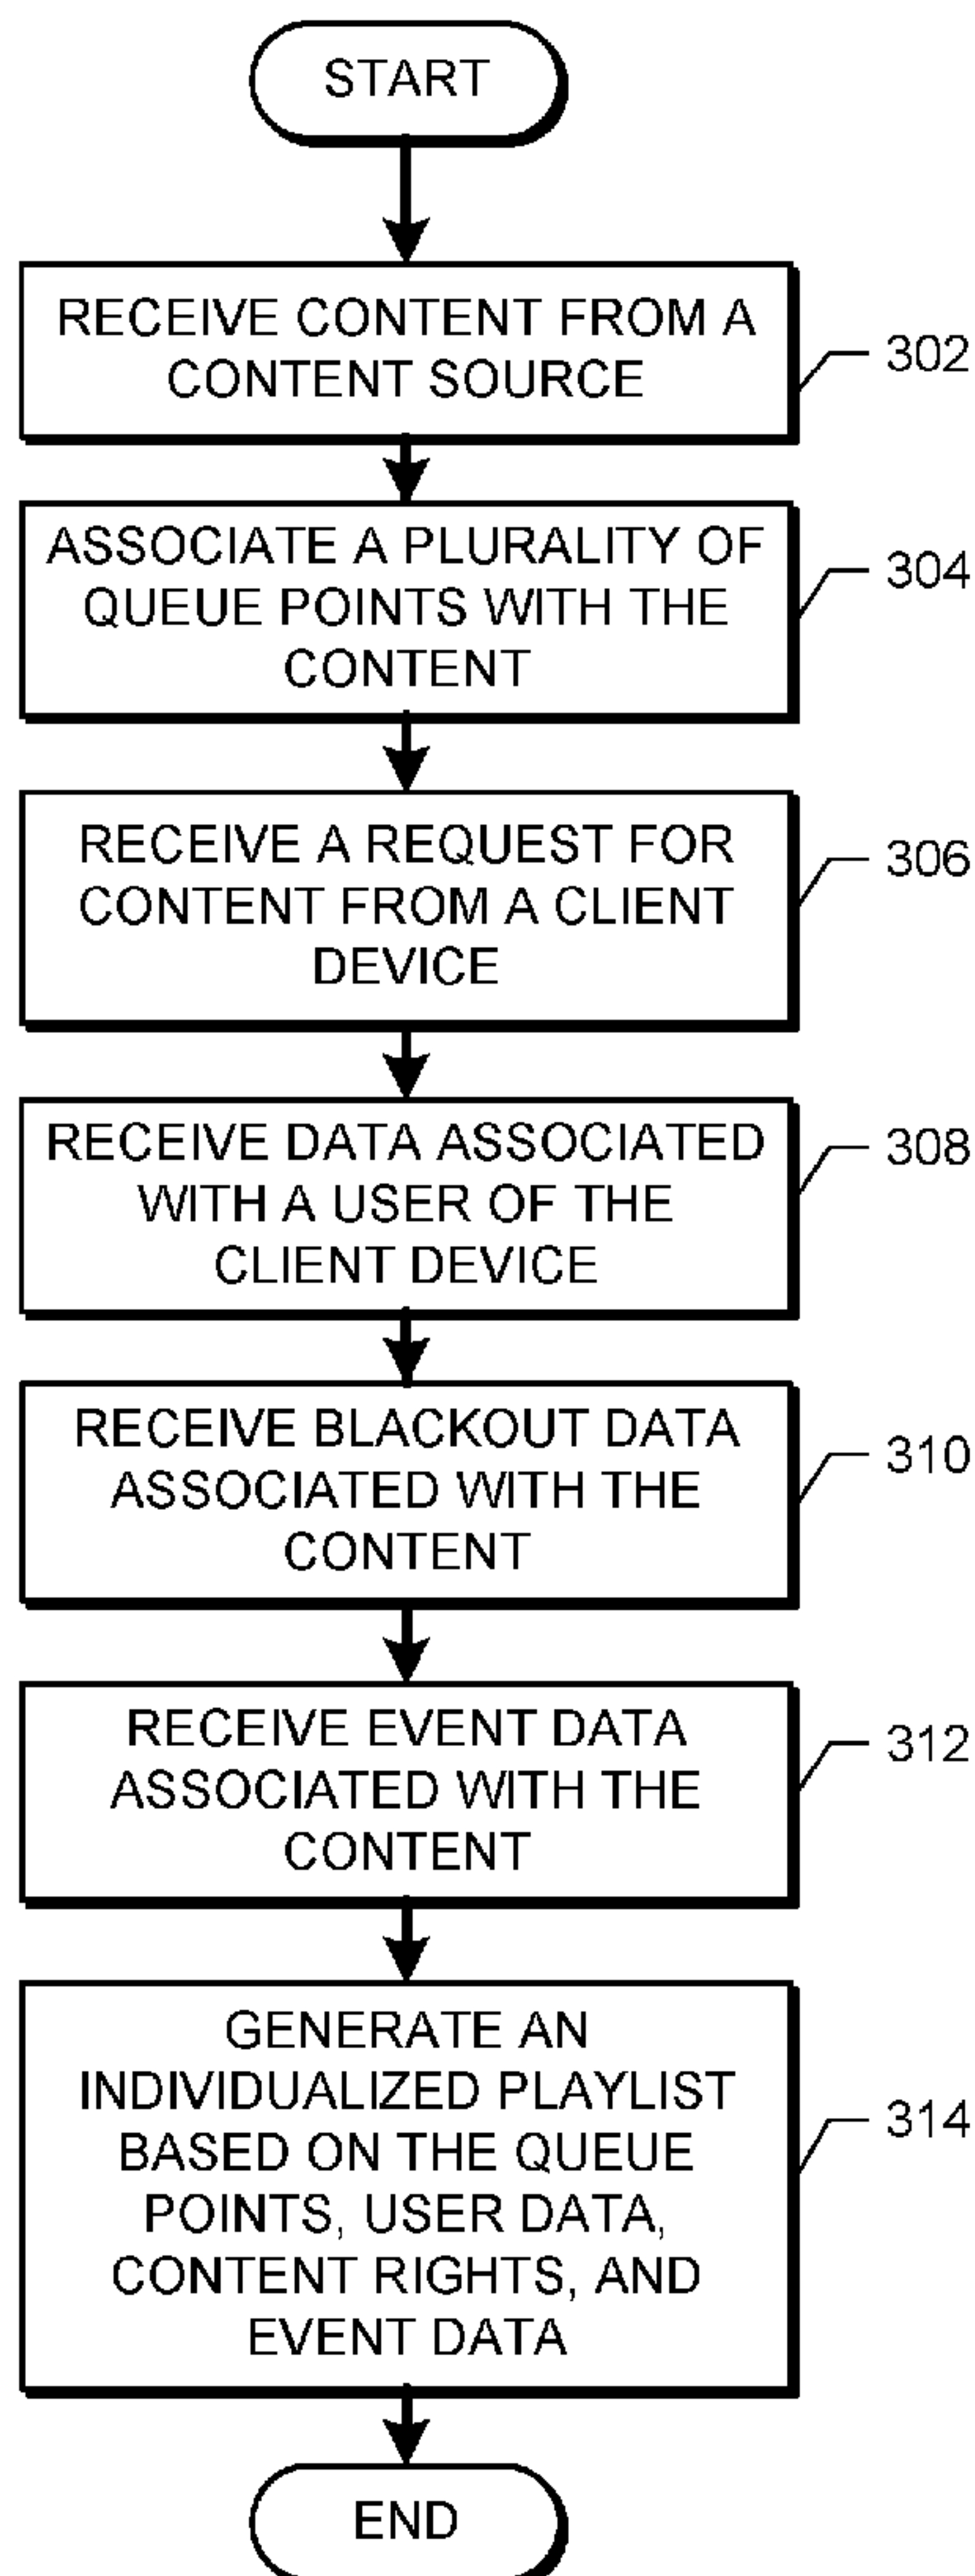 START
RECEIVE CONTENT FROM A
CONTENT SOURCE
302
ASSOCIATE A PLURALITY OF
QUEUE POINTS WITH THE
CONTENT
304
RECEIVE A REQUEST FOR
CONTENT FROM A CLIENT
DEVICE
306
RECEIVE DATA ASSOCIATED
WITH A USER OF THE
CLIENT DEVICE
308
RECEIVE BLACKOUT DATA
ASSOCIATED WITH THE
CONTENT
310
RECEIVE EVENT DATA
ASSOCIATED WITH THE
CONTENT
312
GENERATE AN
INDIVIDUALIZED PLAYLIST
BASED ON THE QUEUE
POINTS, USER DATA,
CONTENT RIGHTS, AND
EVENT DATA
314
END